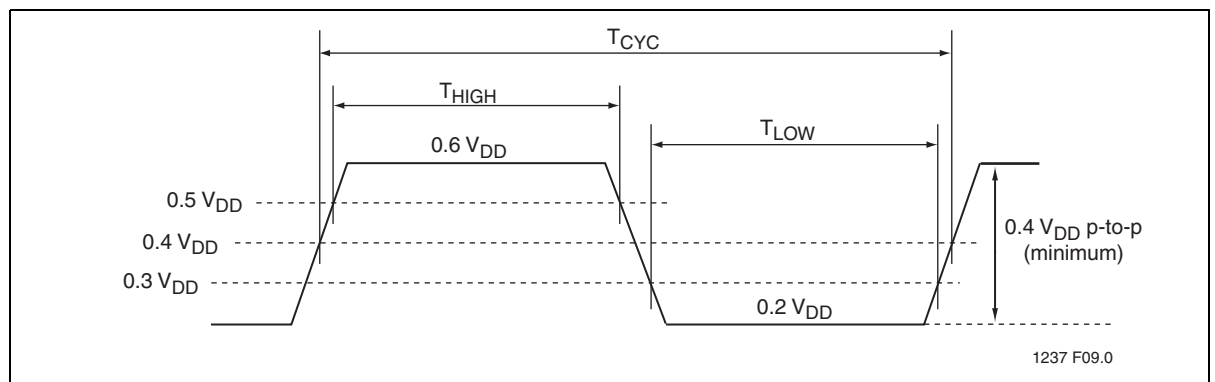 TCYC
THIGH
TLOW
0.6 VDD
0.5 VDD
0.4 VDD
0.4 VDD p-to-p
(minimum)
0.3 VDD
0.2 VDD
1237 F09.0